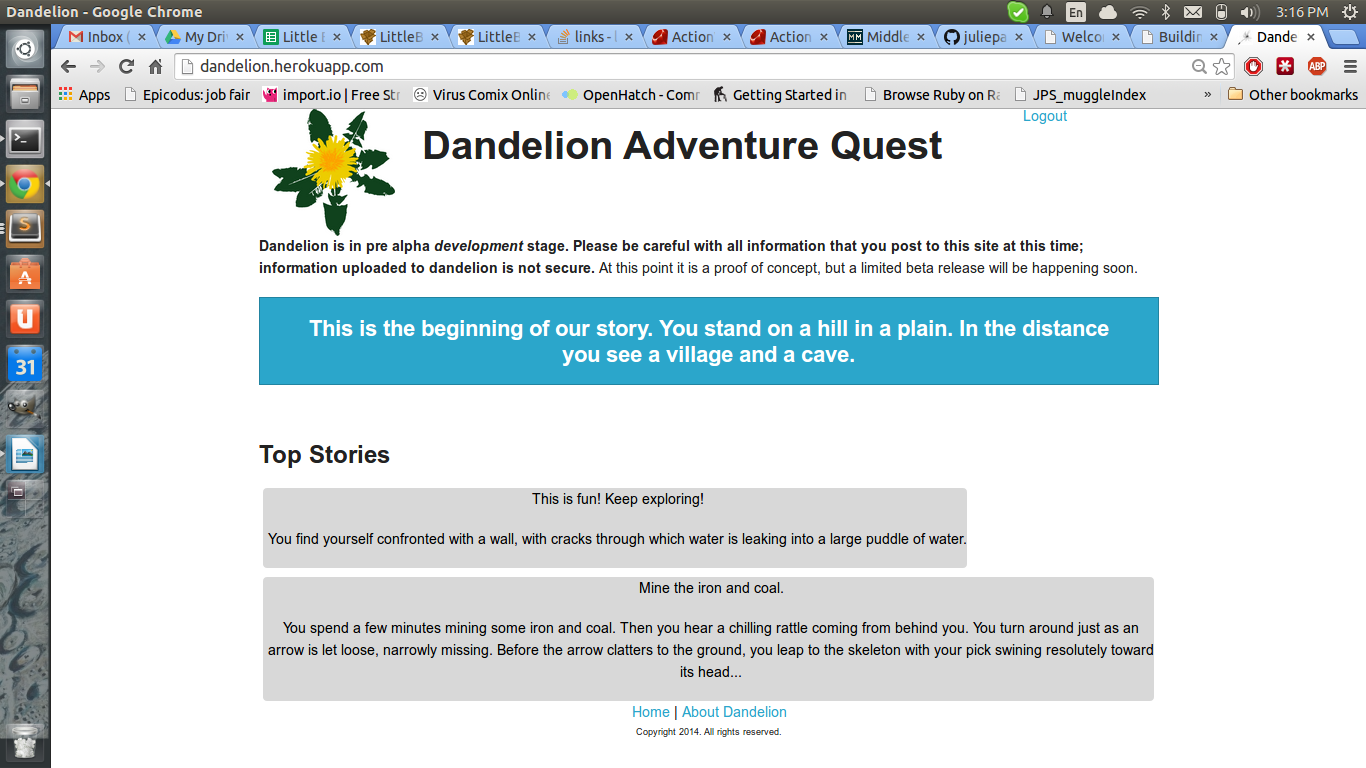 Dandelion - Google Chrome
En
3:16 PM
Inbox (
My Dri
Little
LittleB
LittleB
links -
Action
Action
Middle
juliepa
Welco
Buildin
Dande
dandelion.herokuapp.com
ABP
Apps
Epicodus: job fair
import.io | Free Str
Virus Comix Online
OpenHatch - Com
Getting Started in
Browse Ruby on Ra
JPS_muggleIndex
»
Other bookmarks
Logout
Dandelion Adventure Quest
Dandelion is in pre alpha development stage. Please be careful with all information that you post to this site at this time;
information uploaded to dandelion is not secure. At this point it is a proof of concept, but a limited beta release will be happening soon.
This is the beginning of our story. You stand on a hill in a plain. In the distance
you see a village and a cave.
Top Stories
This is fun! Keep exploring!
You find yourself confronted with a wall, with cracks through which water is leaking into a large puddle of water.
Mine the iron and coal.
You spend a few minutes mining some iron and coal. Then you hear a chilling rattle coming from behind you. You turn around just as an
arrow is let loose, narrowly missing. Before the arrow clatters to the ground, you leap to the skeleton with your pick swining resolutely toward
its head...
Home | About Dandelion
Copyright 2014. All rights reserved.
31